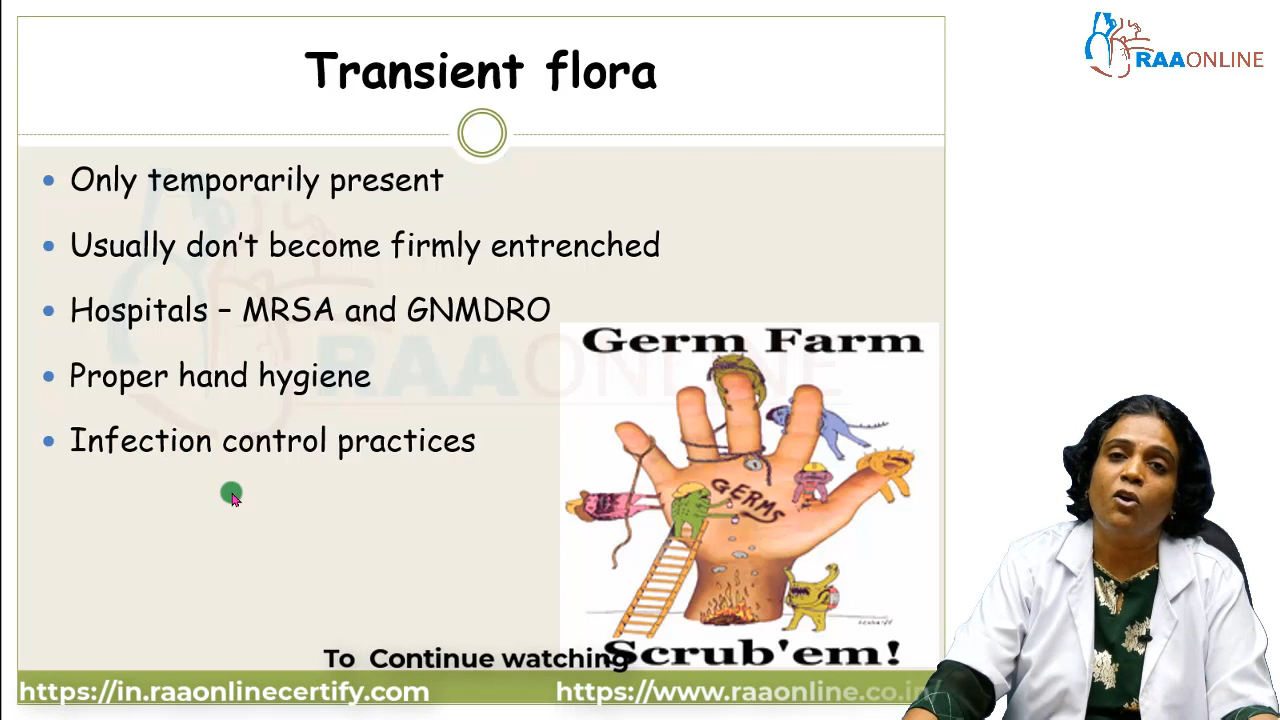 Transient flora
RAAONLINE
Only temporarily present
Usually don't become firmly entrenched
Hospitals – MRSA and GNMDRO
Proper hand hygiene
Infection control practices
RAAONLINE
Germ Farm
GERMS
Scrub'em!
To Continue watching
https://in.raaonlinecertify.com
https://www.raaonline.co.in